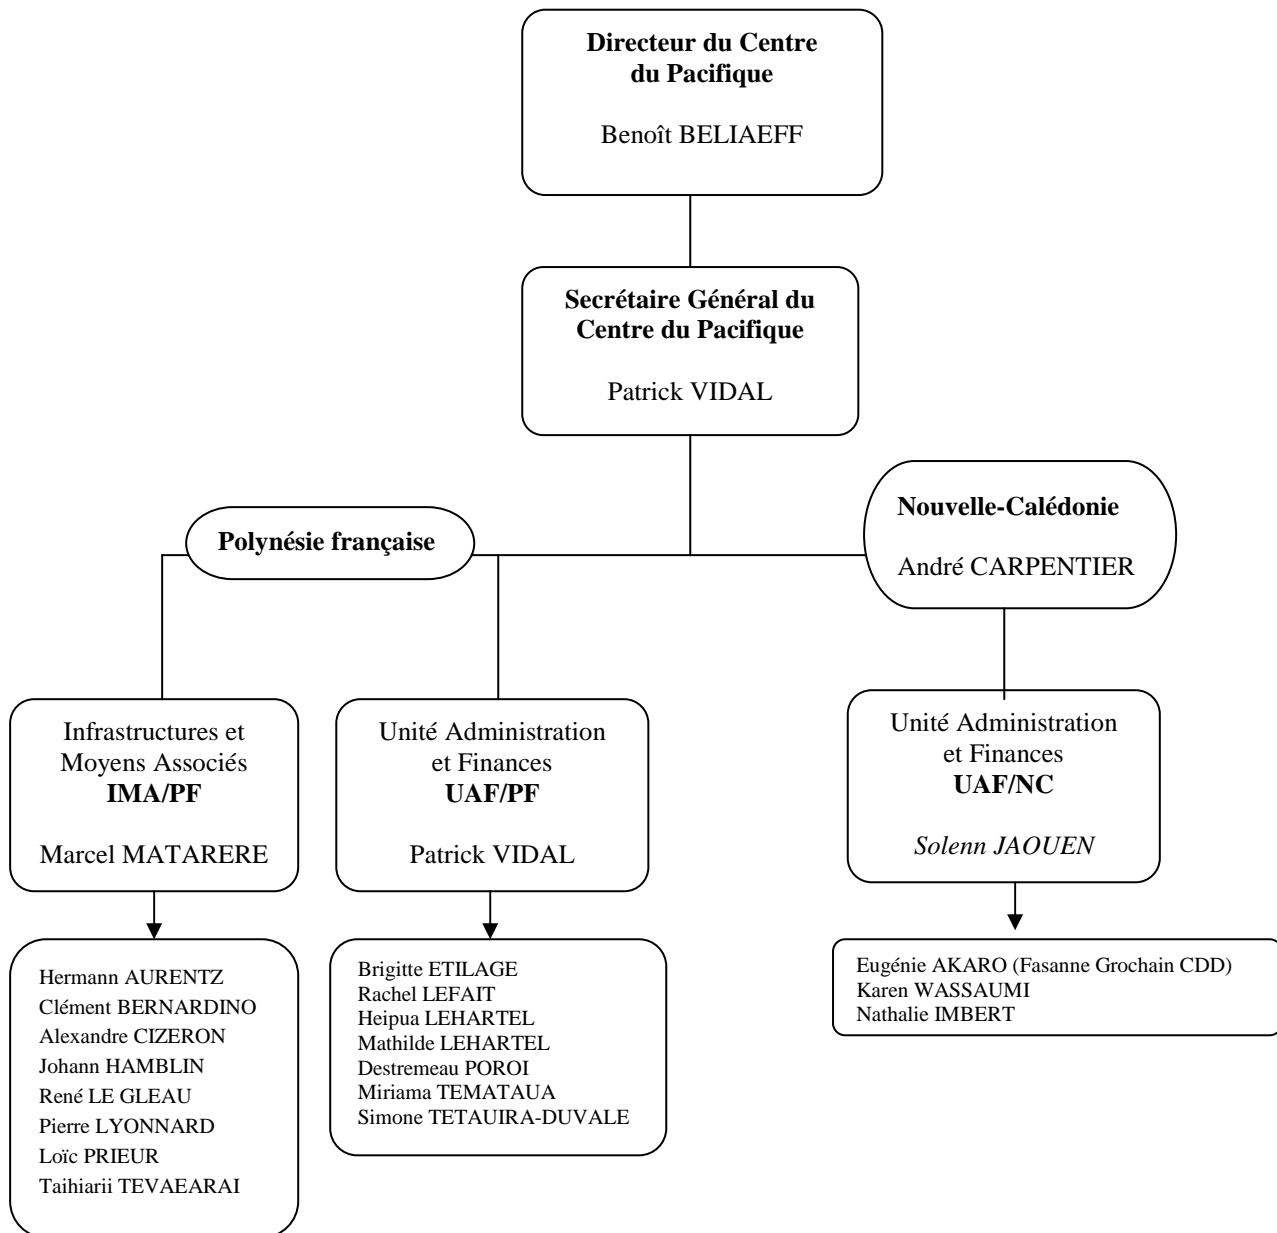 Directeur du Centre
du Pacifique
Benoît BELIAEFF
Secrétaire Général du
Centre du Pacifique
Patrick VIDAL
Polynésie française
Nouvelle-Calédonie
André CARPENTIER
Infrastructures et
Moyens Associés
IMA/PF
Marcel MATARERE
Unité Administration
et Finances
UAF/PF
Patrick VIDAL
Unité Administration
et Finances
UAF/NC
Solenn JAOUEN
Hermann AURENTZ
Clément BERNARDINO
Alexandre CIZERON
Johann HAMBLIN
René LE GLEAU
Pierre LYONNARD
Loïc PRIEUR
Taihiarii TEVAEARAI
Brigitte ETILAGE
Rachel LEFAIT
Heipua LEHARTEL
Mathilde LEHARTEL
Destremeau POROI
Miriama TEMATAUA
Simone TETAUIRA-DUVALE
Eugénie AKARO (Fasanne Grochain CDD)
Karen WASSAUMI
Nathalie IMBERT